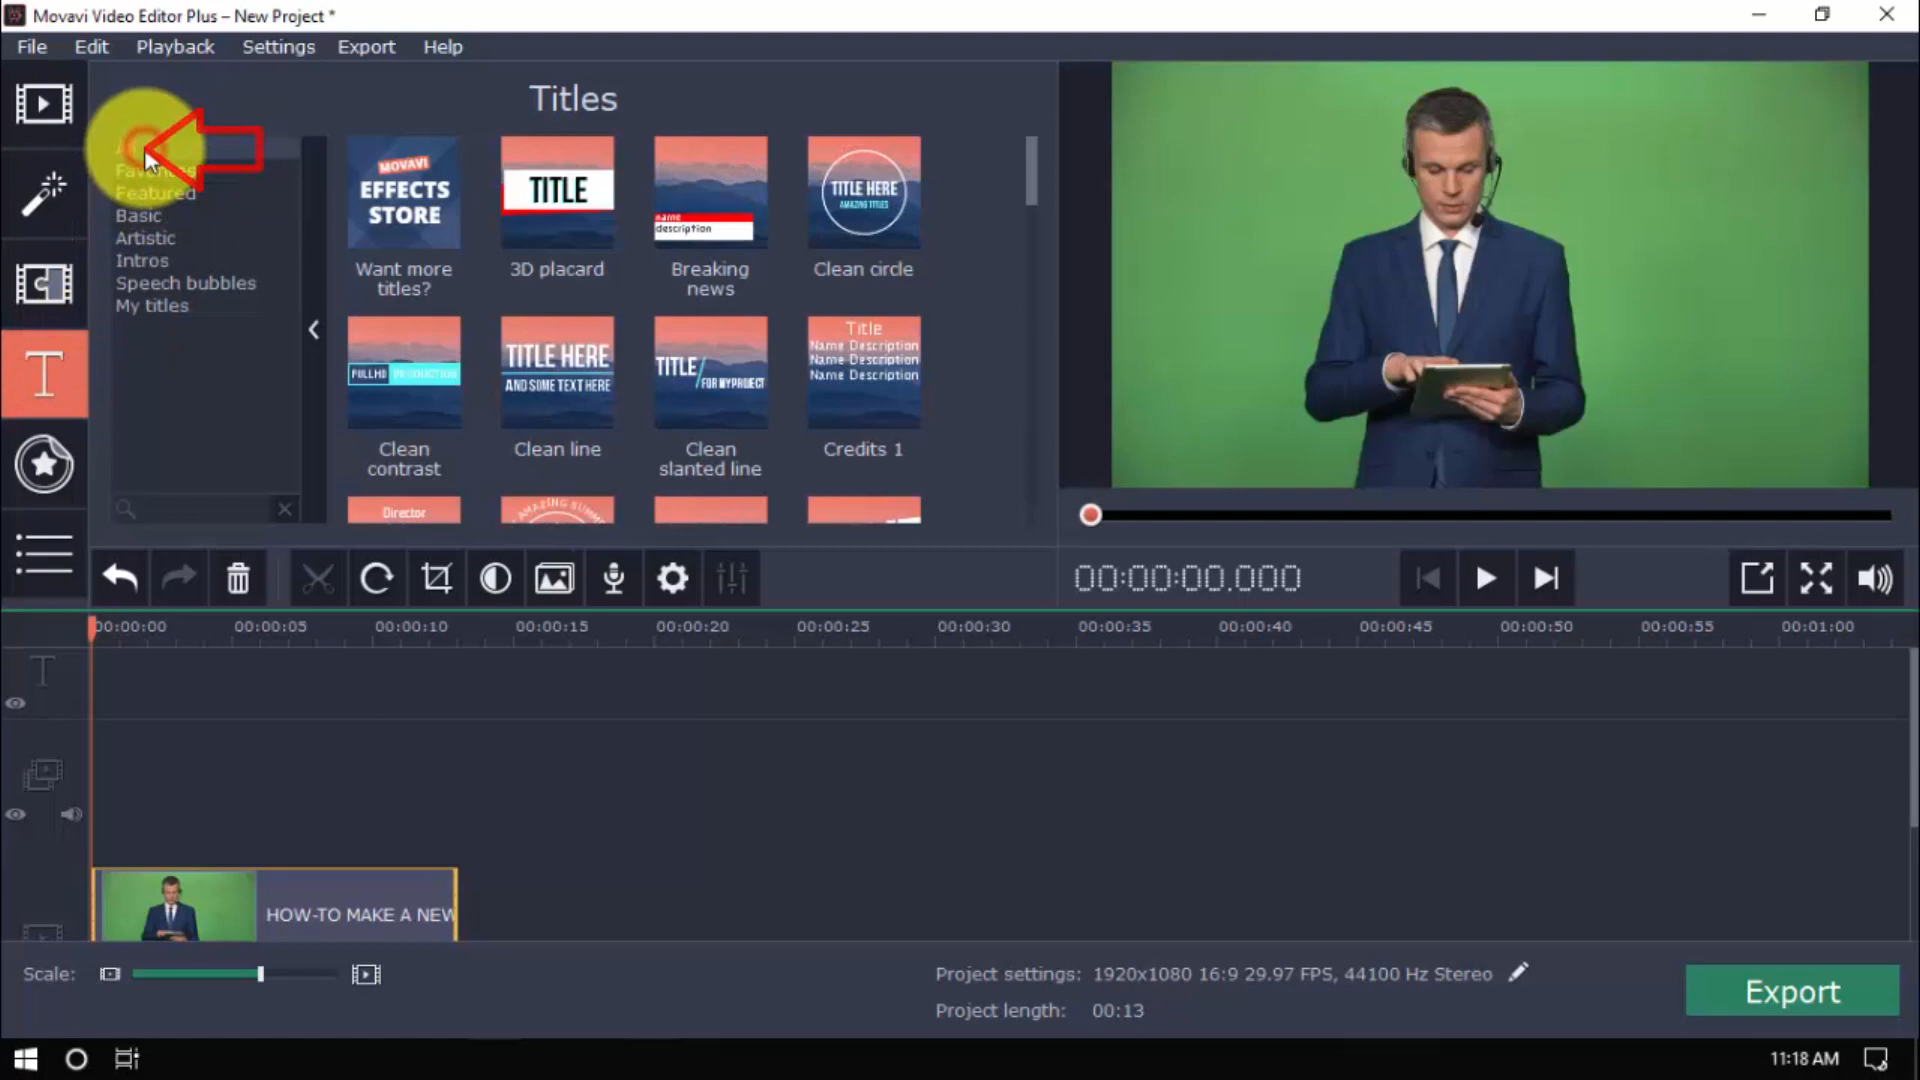 Movavi Video Editor Plus – New Project *
File Edit Playback Settings Export Help
Titles
Favorites
Featured
Basic
Artistic
Intros
Speech bubbles
My titles
MOVAVI
EFFECTS
STORE
Want more
titles?
TITLE
3D placard
name
description
Breaking
news
TITLE HERE
AMAZING TITLES
Clean circle
FULLHD PRODUCTION
Clean
contrast
TITLE HERE
AND SOME TEXT HERE
Clean line
TITLE/
FOR MY PROJECT
Clean
slanted line
Title
Name Description
Name Description
Name Description
Credits 1
Director
AMAZING SUMM
00:00:00.000
00:00:00 00:00:05 00:00:10 00:00:15 00:00:20 00:00:25 00:00:30 00:00:35 00:00:40 00:00:45 00:00:50 00:00:55 00:01:00
T
HOW-TO MAKE A NEW
Scale:
Project settings: 1920x1080 16:9 29.97 FPS, 44100 Hz Stereo
Project length: 00:13
Export
11:18 AM